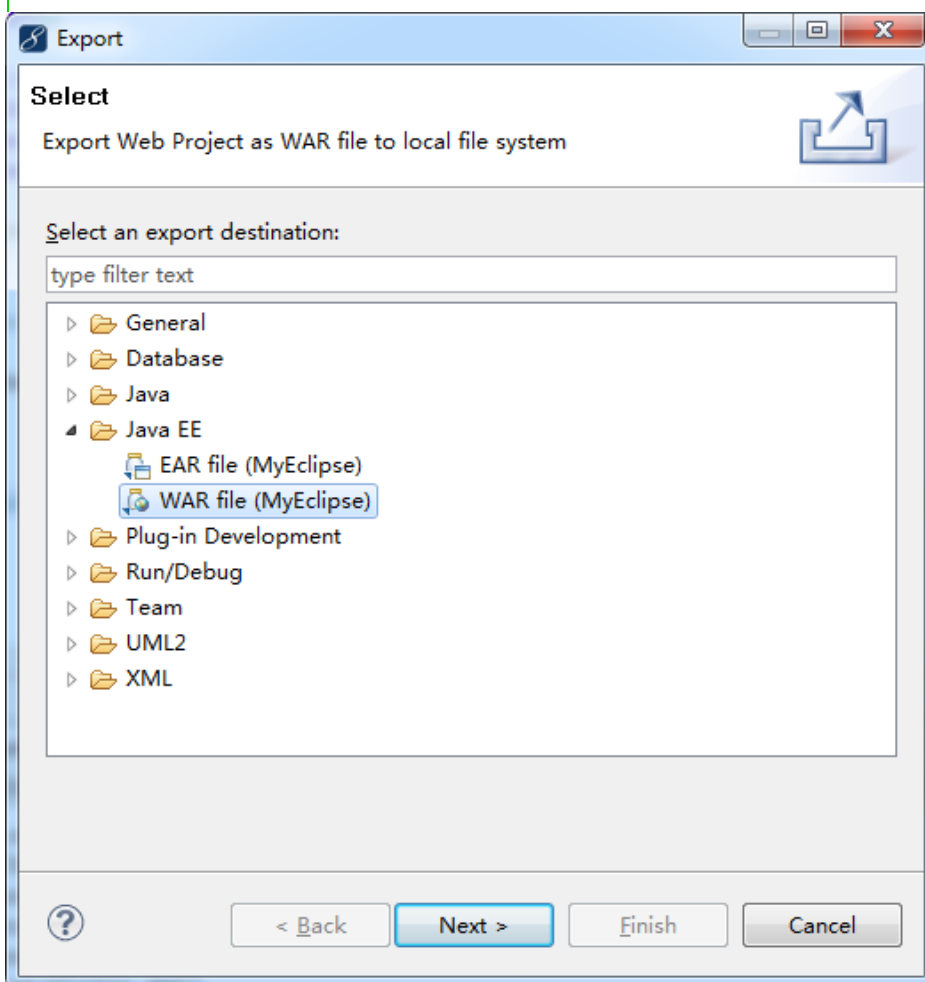 Export
Select
Export Web Project as WAR file to local file system
Select an export destination:
type filter text
General
Database
Java
Java EE
EAR file (MyEclipse)
WAR file (MyEclipse)
Plug-in Development
Run/Debug
Team
UML2
XML
< Back Next > Finish Cancel